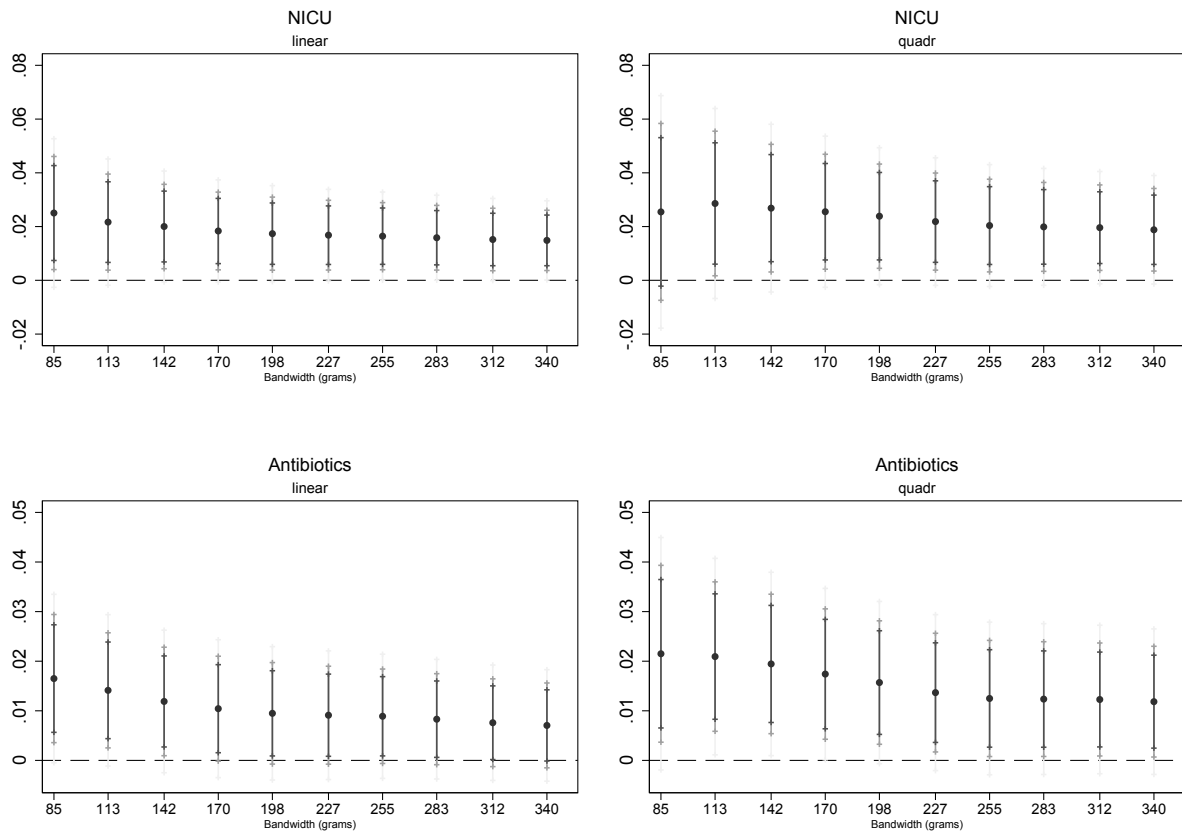 NICU
linear
.08
.06
.04
.02
0
-.02
85 113 142 170 198 227 255 283 312 340
Bandwidth (grams)
NICU
quadr
.08
.06
.04
.02
0
-.02
85 113 142 170 198 227 255 283 312 340
Bandwidth (grams)
Antibiotics
linear
.05
.04
.03
.02
.01
0
85 113 142 170 198 227 255 283 312 340
Bandwidth (grams)
Antibiotics
quadr
.05
.04
.03
.02
.01
0
85 113 142 170 198 227 255 283 312 340
Bandwidth (grams)